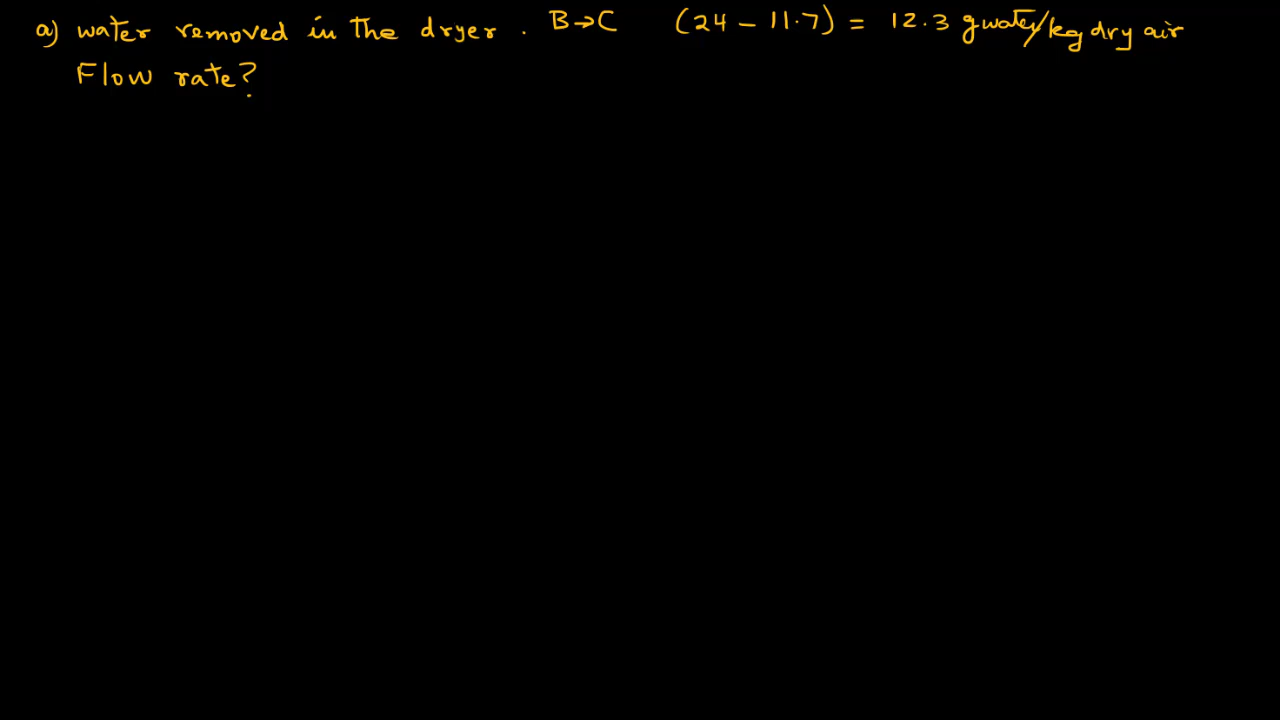 a) water removed in the dryer. B→C (24 - 11.7) = 12.3 g water/kg dry air
Flow rate?